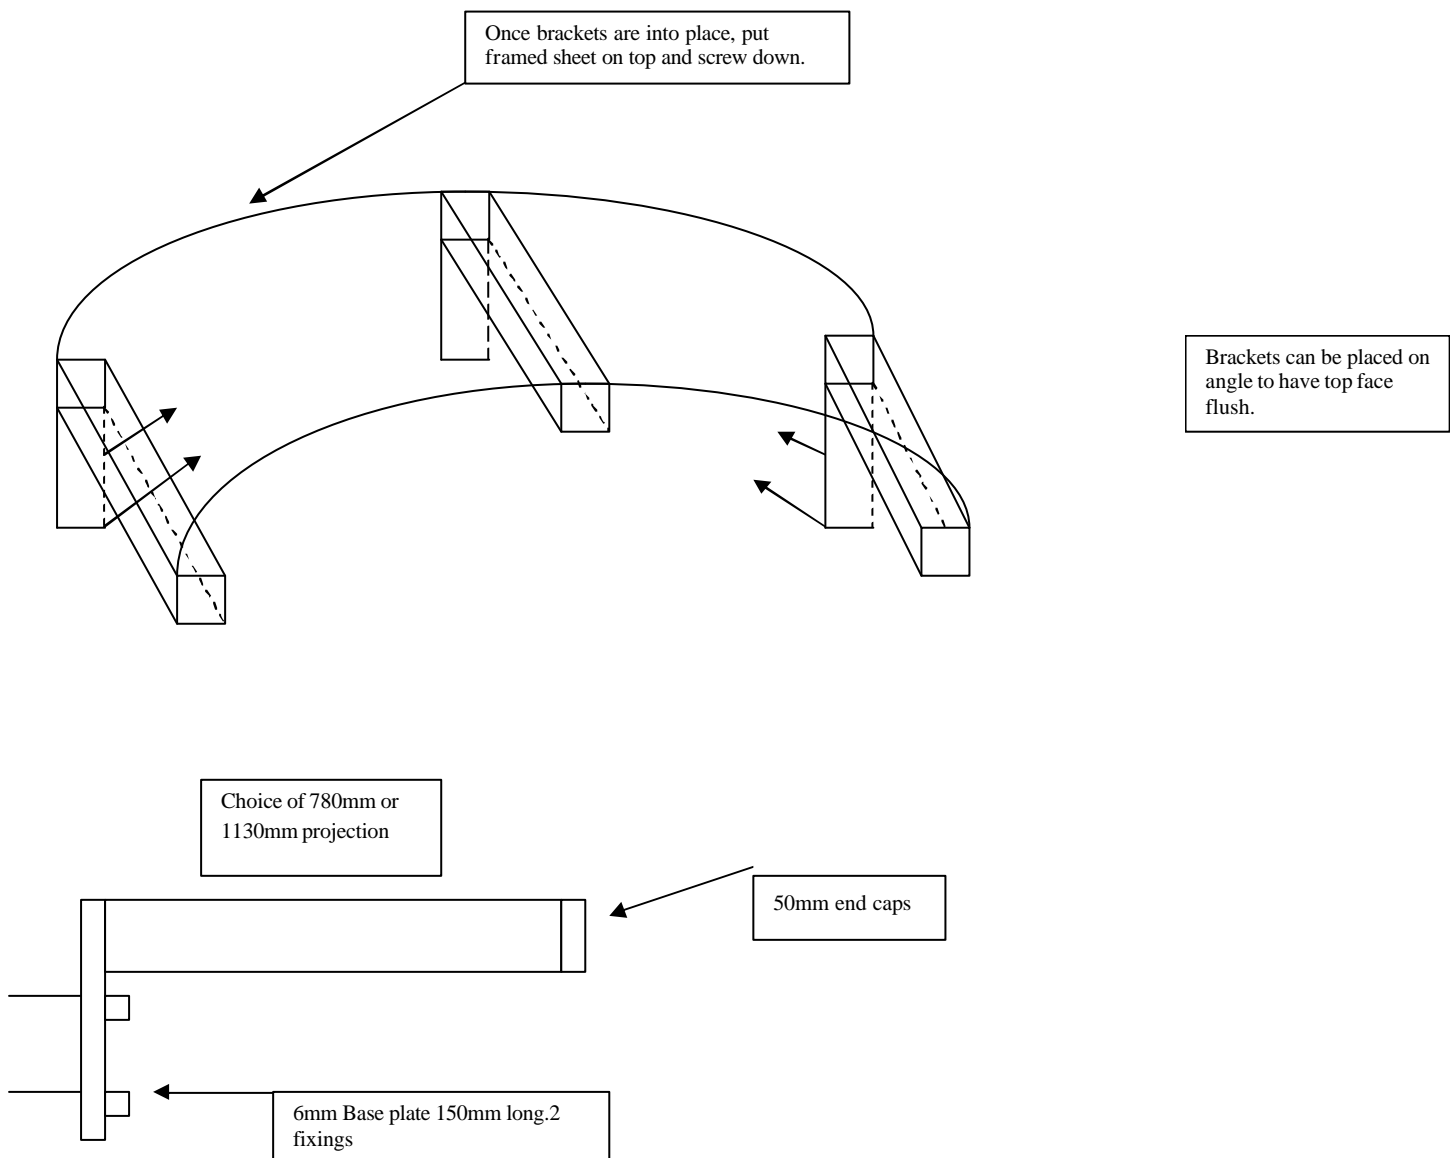 Once brackets are into place, put
framed sheet on top and screw down.
Brackets can be placed on
angle to have top face
flush.
Choice of 780mm or
1130mm projection
50mm end caps
6mm Base plate 150mm long.2
fixings